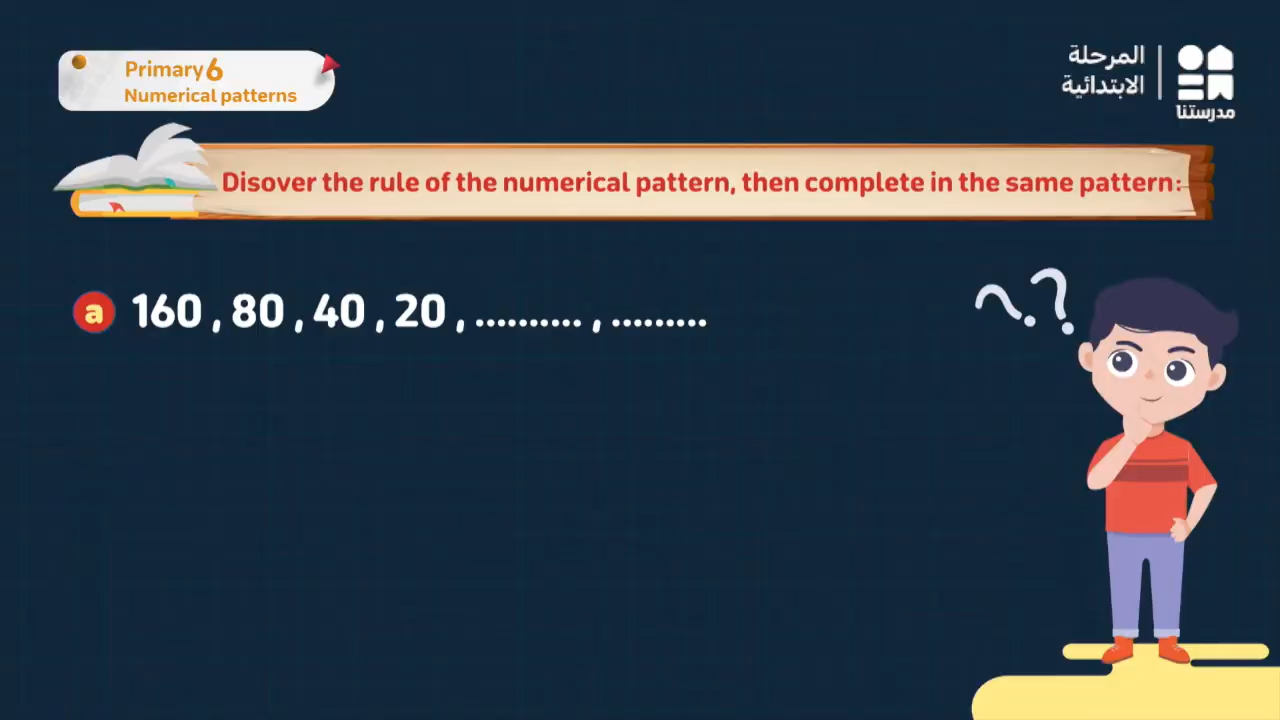 Primary 6
Numerical patterns
المرحلة
الابتدائية
مدرستنا
Disover the rule of the numerical pattern, then complete in the same pattern:
a 160 , 80 , 40 , 20 , .......... , .........